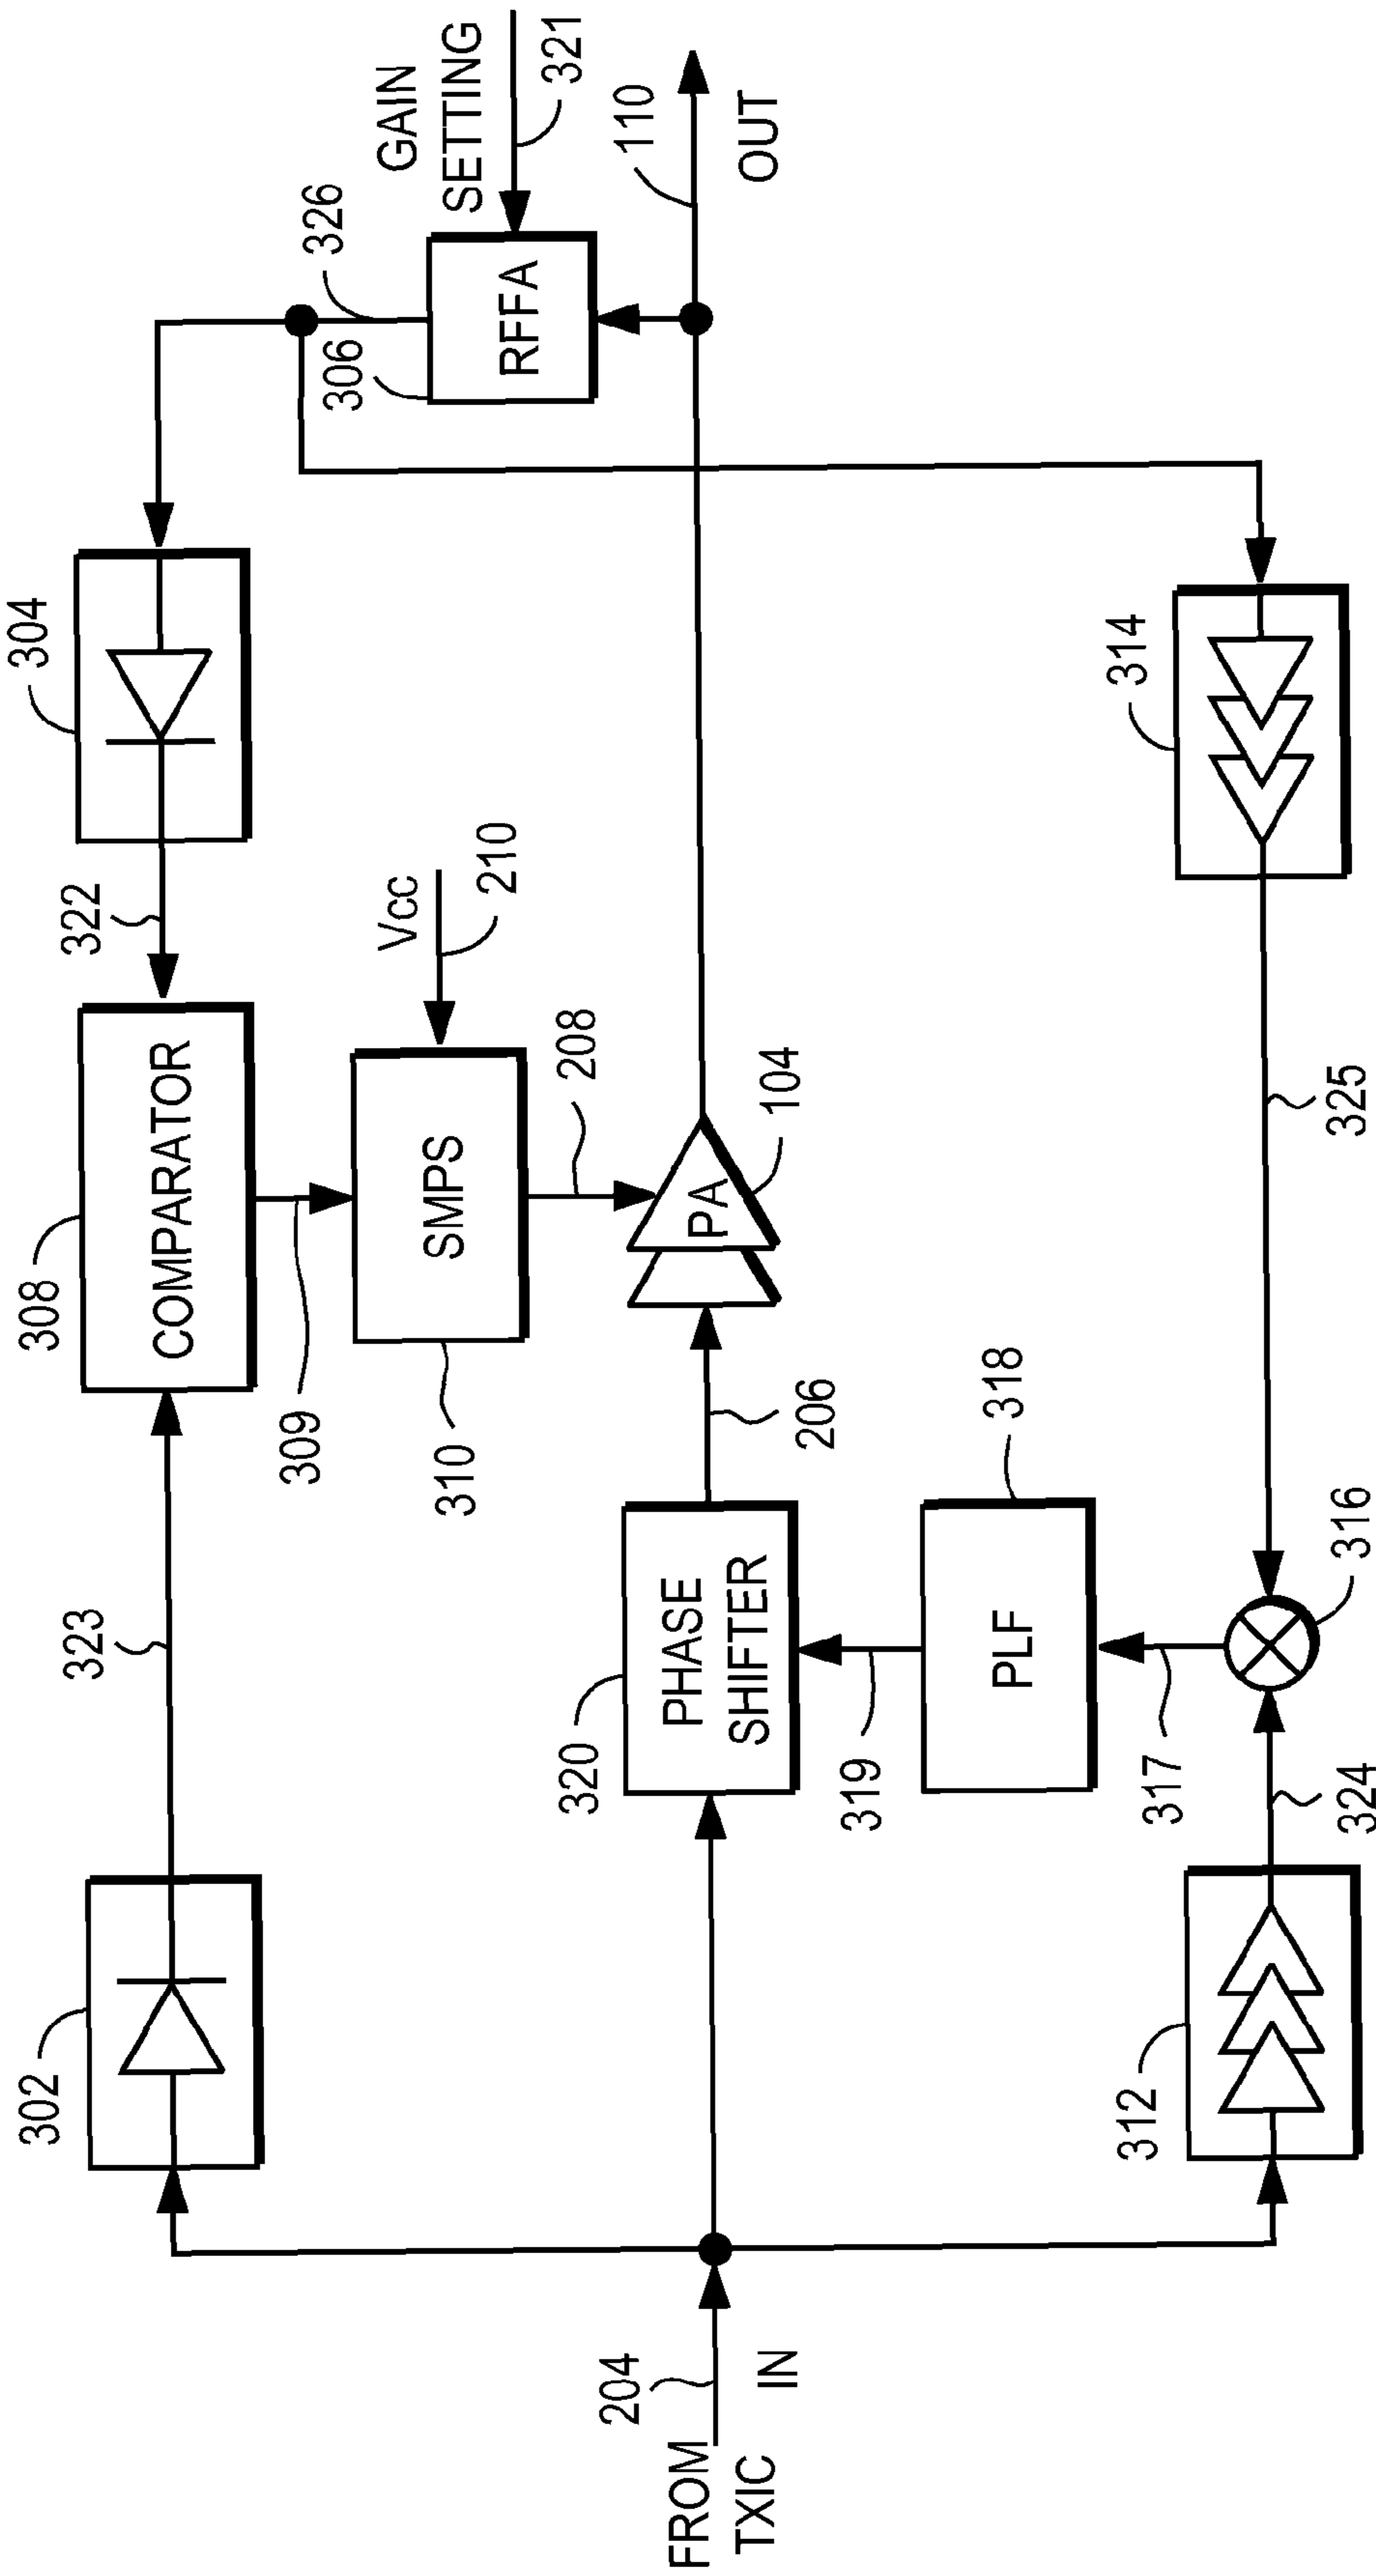 304
322
308
COMPARATOR
323
302
326
306
RFFA
GAIN
SETTING
321
Vcc
210
SMPS
208
309
310
110
OUT
PA
104
206
PHASE
SHIFTER
320
204
FROM
TXIC
IN
318
PLF
319
317
314
325
316
324
312